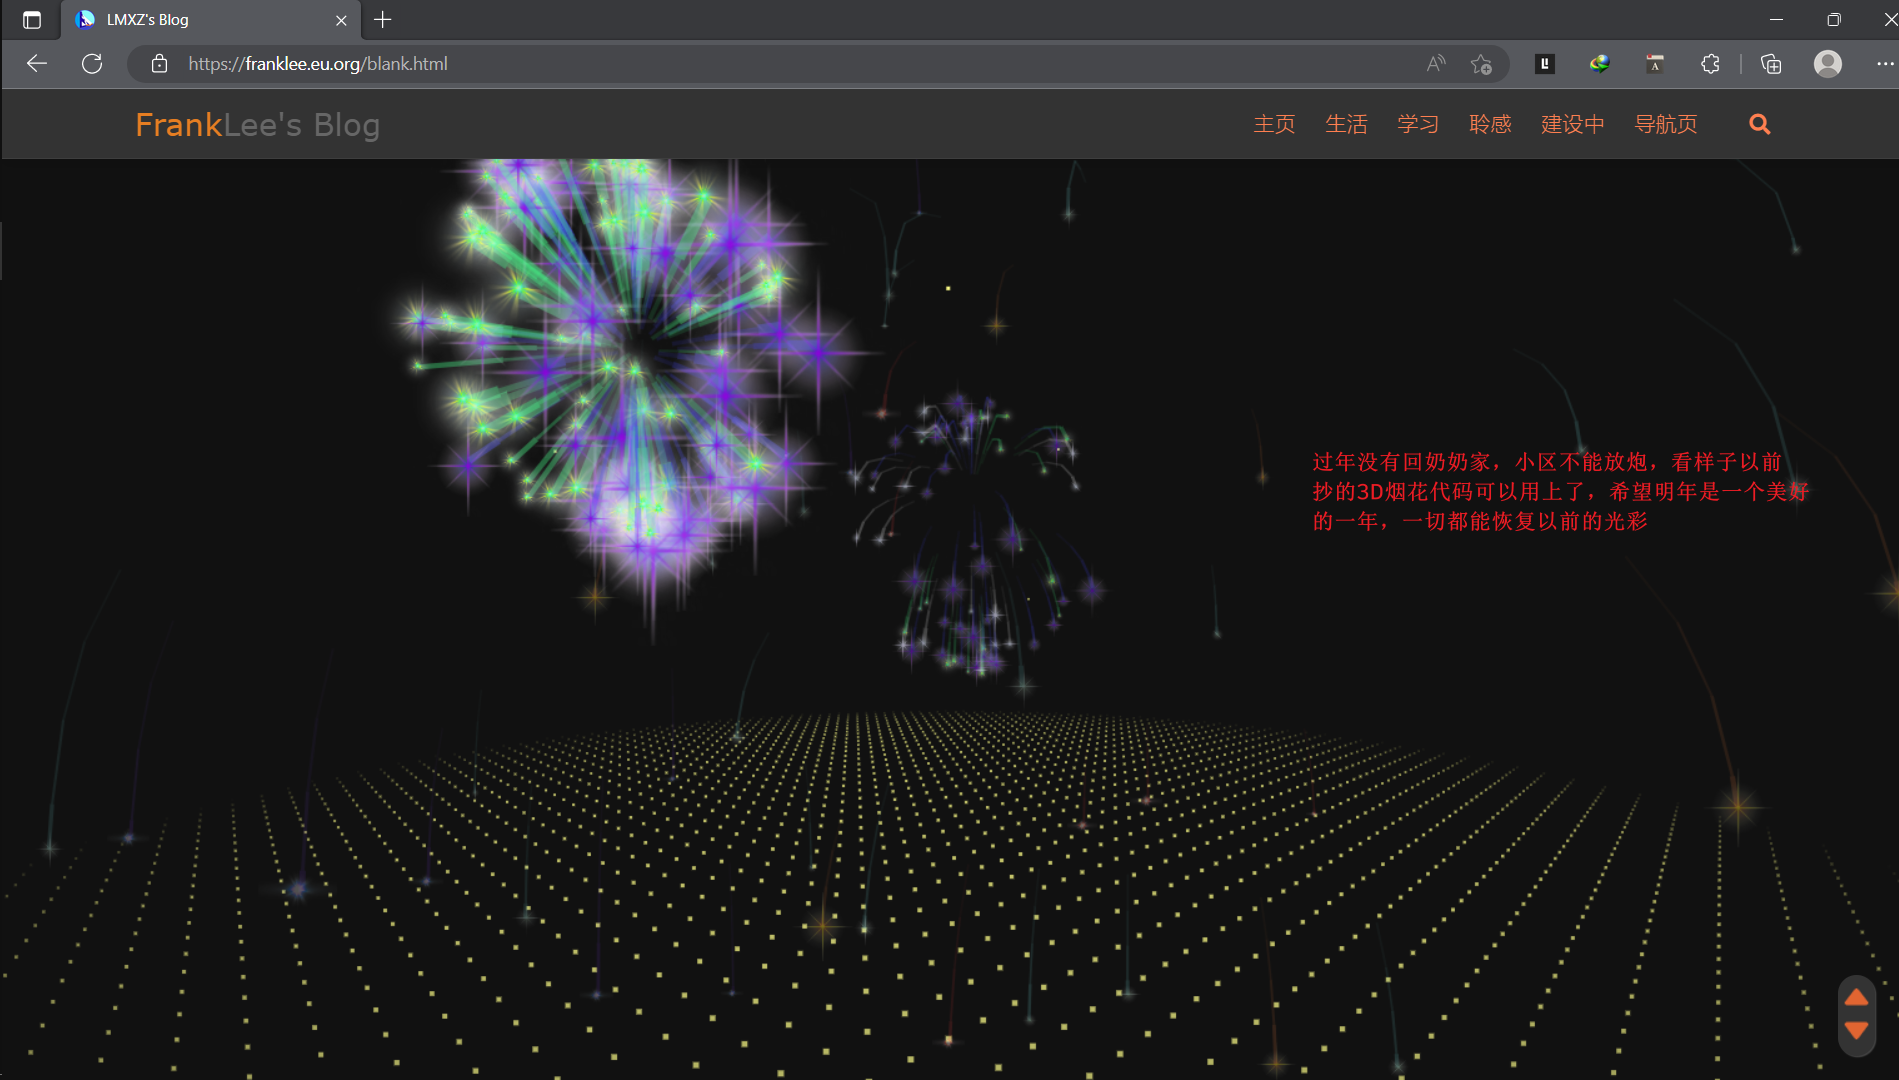 LMXZ's Blog
https://franklee.eu.org/blank.html
FrankLee's Blog
主页 生活 学习 聆感 建设中 导航页
过年没有回奶奶家，小区不能放炮，看样子以前
抄的3D烟花代码可以用上了，希望明年是一个美好
的一年，一切都能恢复以前的光彩